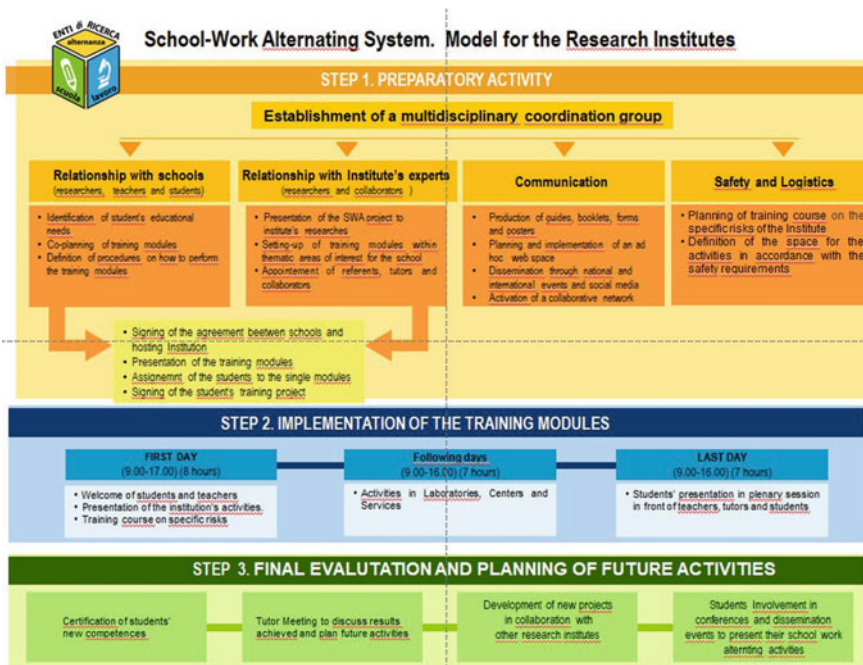 ENTI di RICERCA
alternanza
scuola
lavoro
School-Work Alternating System. Model for the Research Institutes
STEP 1. PREPARATORY ACTIVITY
Establishment of a multidisciplinary coordination group
Relationship with schools
(researchers, teachers and students)
• Identification of student's educational
needs
• Co-planning of training modules
• Definition of procedures on how to perform
the training modules
Relationship with Institute's experts
(researchers and collaborators )
• Presentation of the SWA project to
institute's researches
• Setting-up of training modules within
thematic areas of interest for the school
• Appointement of referents, tutors and
collaborators
Communication
• Production of guides, booklets, forms
and posters
• Planning and implementation of an ad
hoc web space
• Dissemination through national and
international events and social media
• Activation of a collaborative network
Safety and Logistics
• Planning of training course on the
specific risks of the Institute
• Definition of the space for the
activities in accordance with the
safety requirements
• Signing of the agreement beetwen schools and
hosting Institution
• Presentation of the training modules
• Assignemnt of the students to the single modules
• Signing of the student's training project
STEP 2. IMPLEMENTATION OF THE TRAINING MODULES
FIRST DAY
(9.00-17.00) (8 hours)
• Welcome of students and teachers
• Presentation of the institution's activities.
• Training course on specific risks
Following days
(9.00-16.00) (7 hours)
• Activities in Laboratories, Centers and
Services
LAST DAY
(9.00-16.00) (7 hours)
• Students' presentation in plenary session
in front of teachers, tutors and students
STEP 3. FINAL EVALUTATION AND PLANNING OF FUTURE ACTIVITIES
Certification of students'
new competences
Tutor Meeting to discuss results
achieved and plan future activities
Development of new projects
in collaboration with
other research institutes
Students Involvement in
conferences and dissemination
events to present their school work
alternting activities